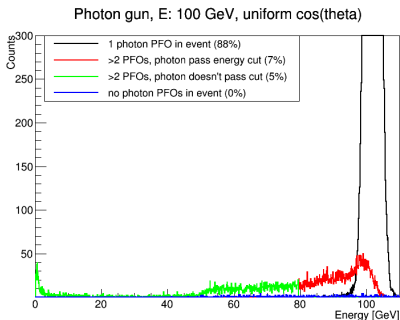 Photon gun, E: 100 GeV, uniform cos(theta)
Counts
300
250
200
150
100
50
1 photon PFO in event (88%)
>2 PFOs, photon pass energy cut (7%)
>2 PFOs, photon doesn't pass cut (5%)
no photon PFOs in event (0%)
0 20 40 60 80 100
Energy [GeV]